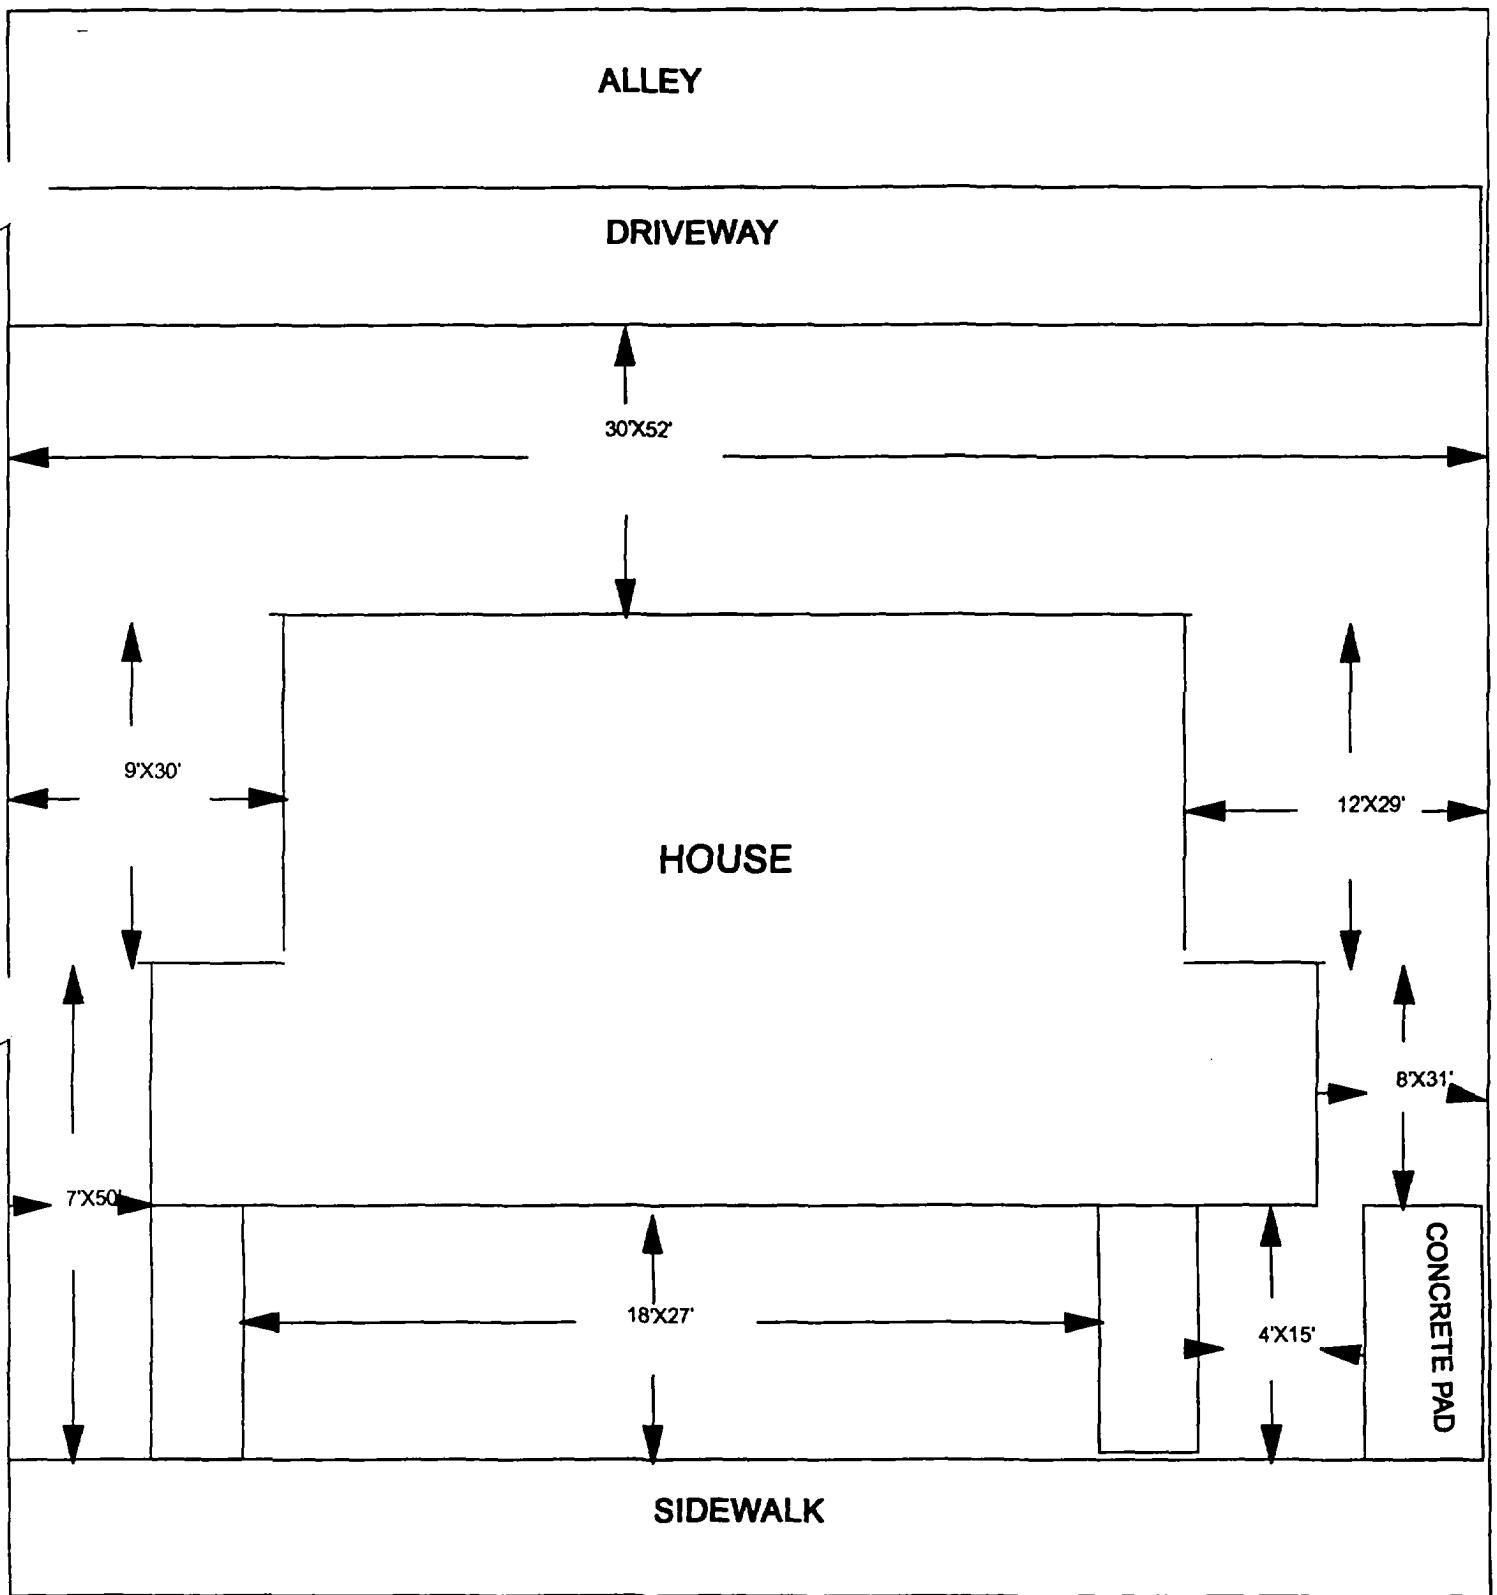 ALLEY
DRIVEWAY
30'X52'
9'X30'
12'X29'
HOUSE
8'X31'
7'X50'
18'X27'
4'X15'
CONCRETE PAD
SIDEWALK